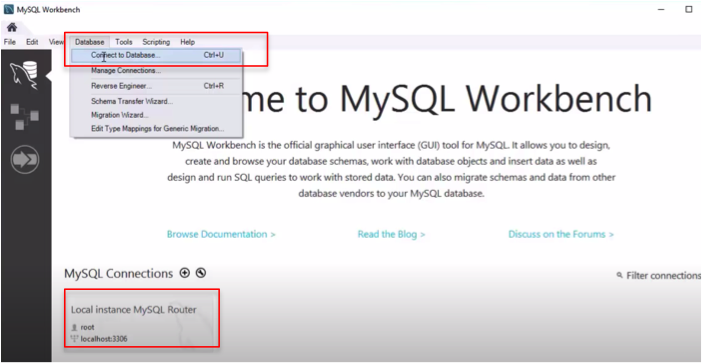 MySQL Workbench
File Edit View Database Tools Scripting Help
Connect to Database... Ctrl+U
Manage Connections...
Reverse Engineer... Ctrl+R
Schema Transfer Wizard...
Migration Wizard...
Edit Type Mappings for Generic Migration...
me to MySQL Workbench
MySQL Workbench is the official graphical user interface (GUI) tool for MySQL. It allows you to design,
create and browse your database schemas, work with database objects and insert data as well as
design and run SQL queries to work with stored data. You can also migrate schemas and data from other
database vendors to your MySQL database.
Browse Documentation > Read the Blog > Discuss on the Forums >
MySQL Connections Filter connections
Local instance MySQL Router
root
localhost:3306